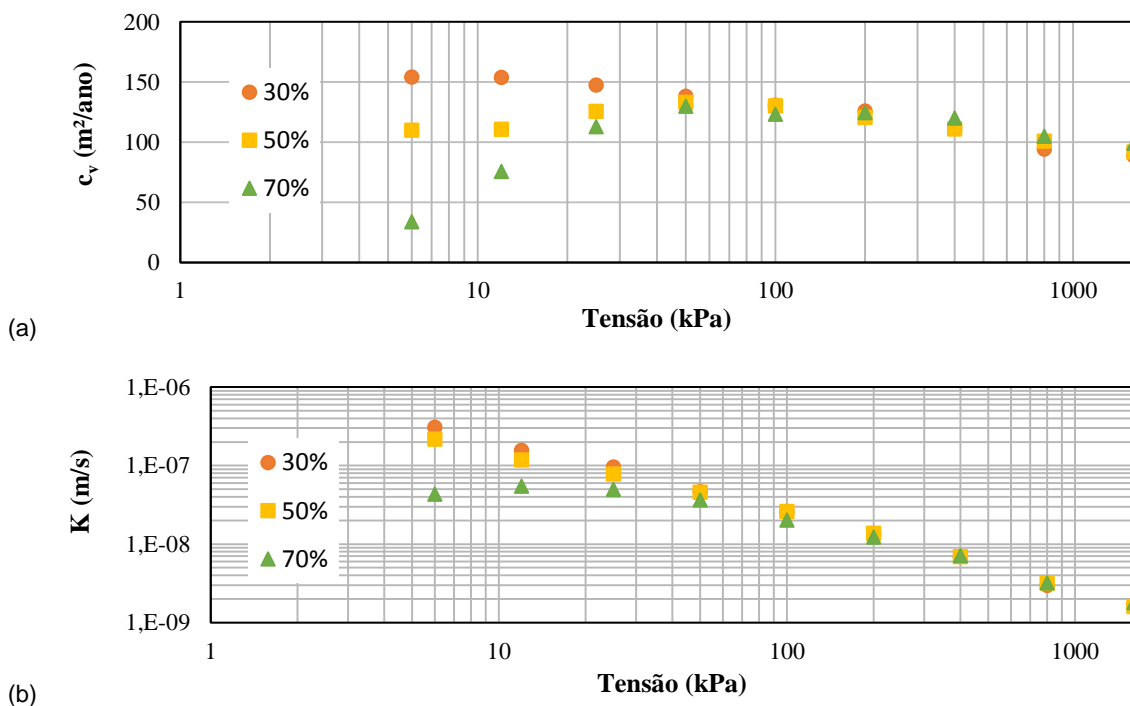 200
150
100
50
0
cᵥ (m²/ano)
30%
50%
70%
1 10 100 1000
Tensão (kPa)
(a)
1,E-06
1,E-07
1,E-08
1,E-09
K (m/s)
30%
50%
70%
1 10 100 1000
Tensão (kPa)
(b)